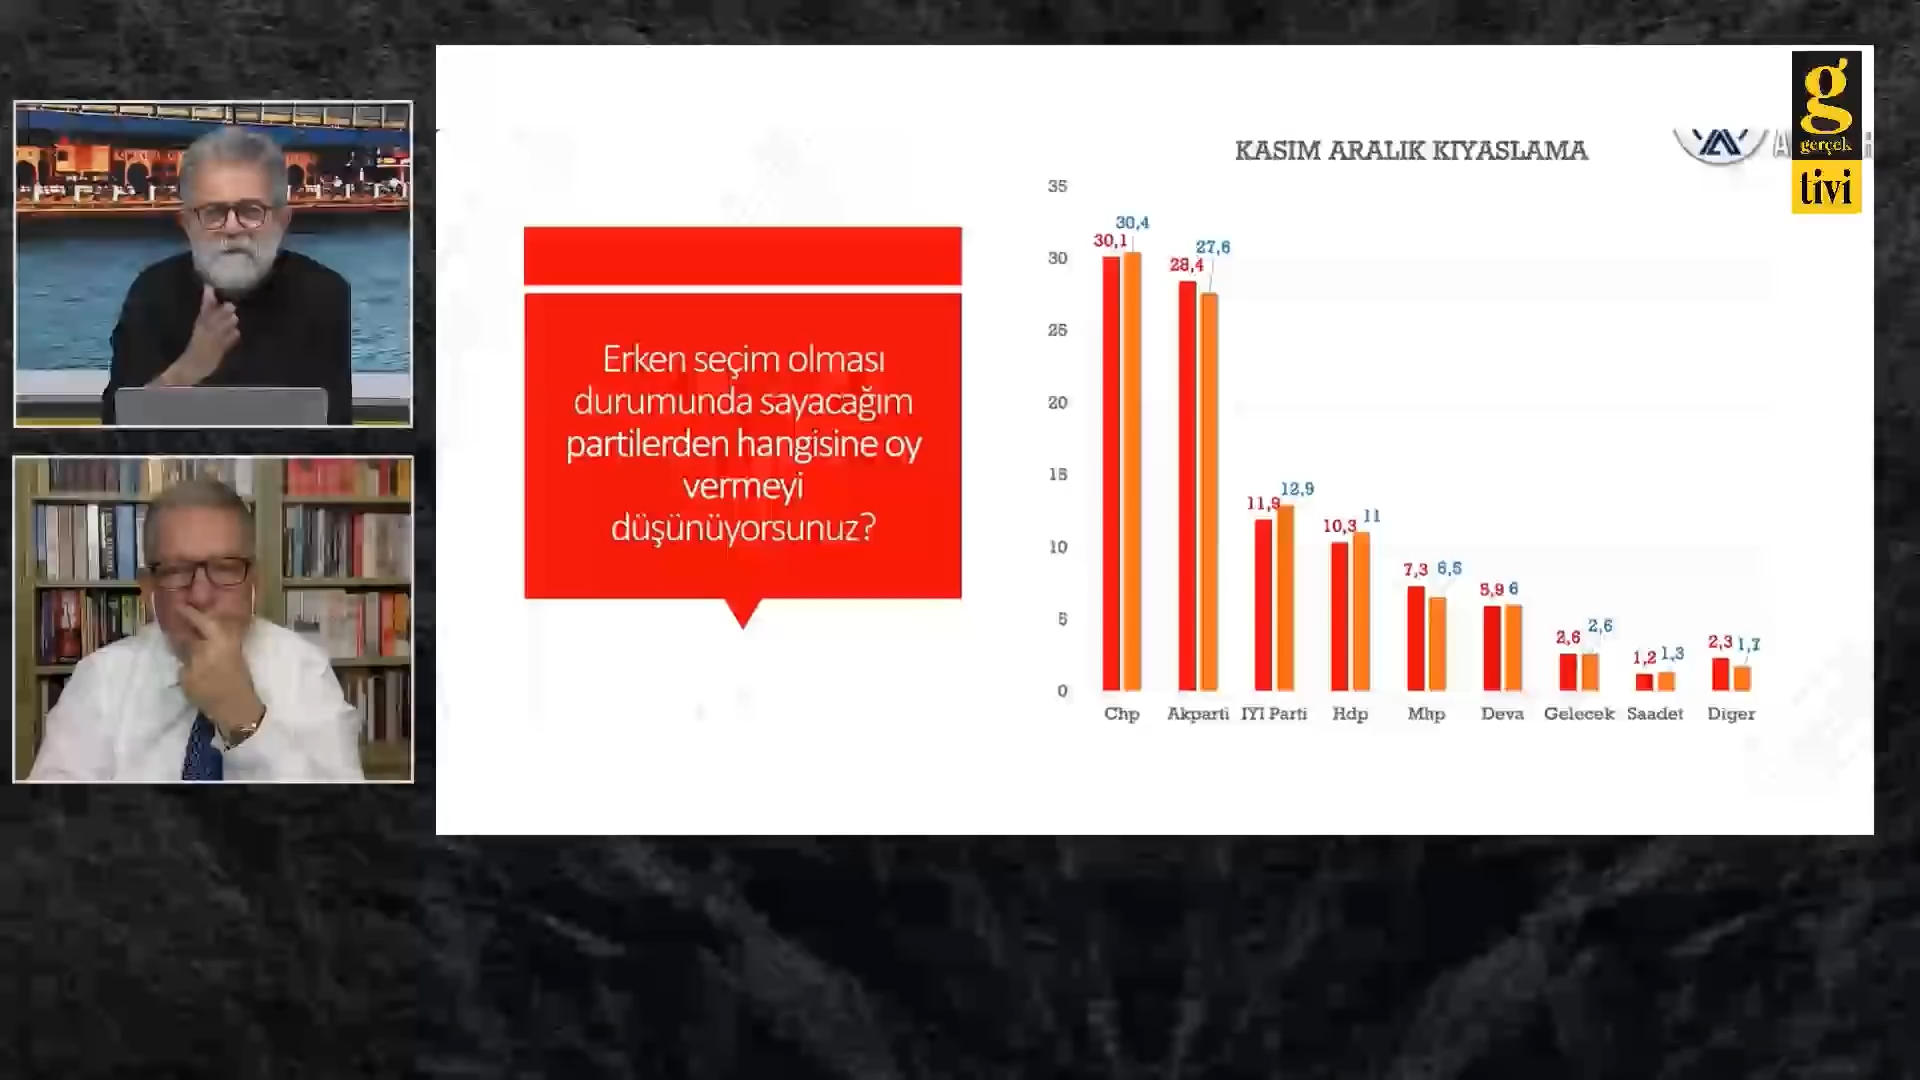 g
gerçek
tivi
KASIM ARALIK KIYASLAMA
Erken seçim olması
durumunda sayacağım
partilerden hangisine oy
vermeyi
düşünüyorsunuz?
35
30
25
20
15
10
5
0
30,1 30,4
28,4 27,6
11,9 12,9
10,3 11
7,3 6,5
5,9 6
2,6 2,6
1,2 1,3
2,3 1,7
Chp Akparti IYI Parti Hdp Mhp Deva Gelecek Saadet Diger